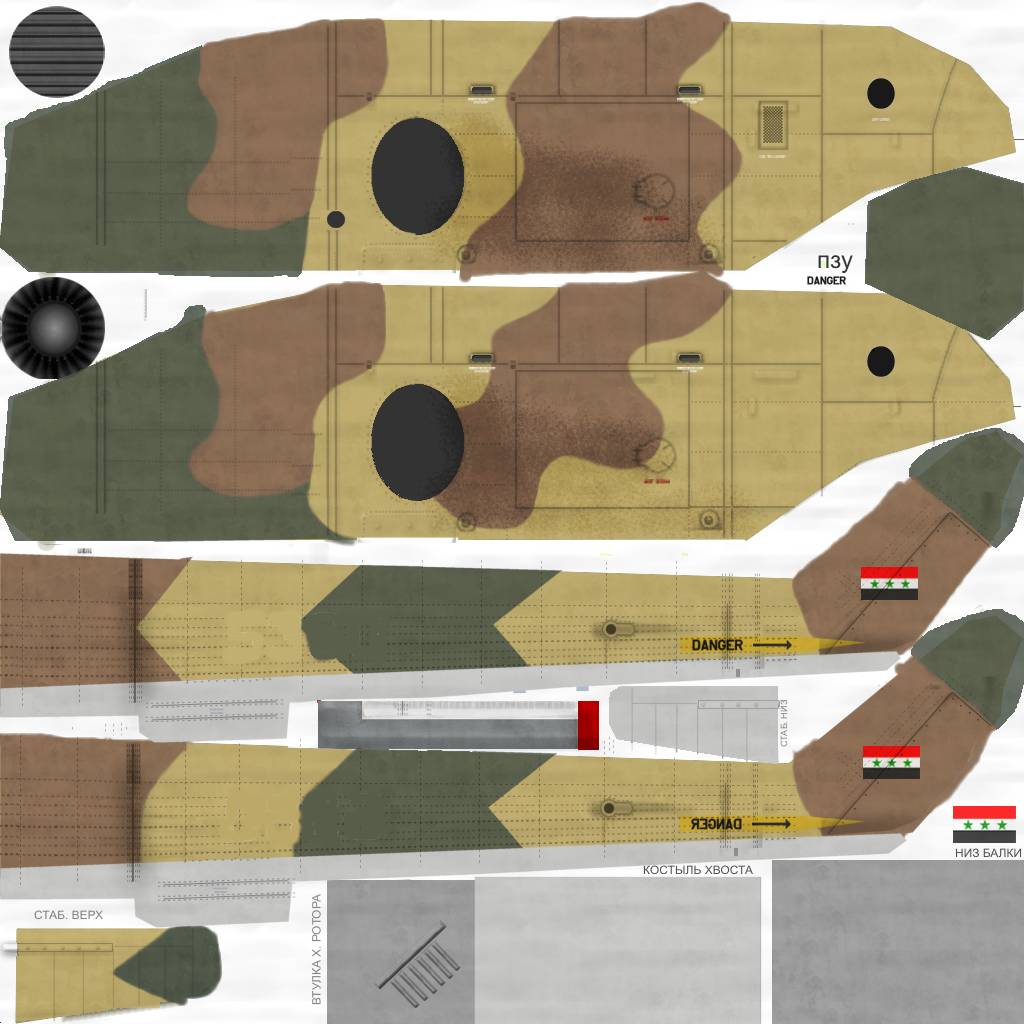 пзу
DANGER
DANGER
СТАБ. НИЗ
DANGER
НИЗ БАЛКИ
КОСТЫЛЬ ХВОСТА
СТАБ. ВЕРХ
ВТУЛКА Х. РОТОРА